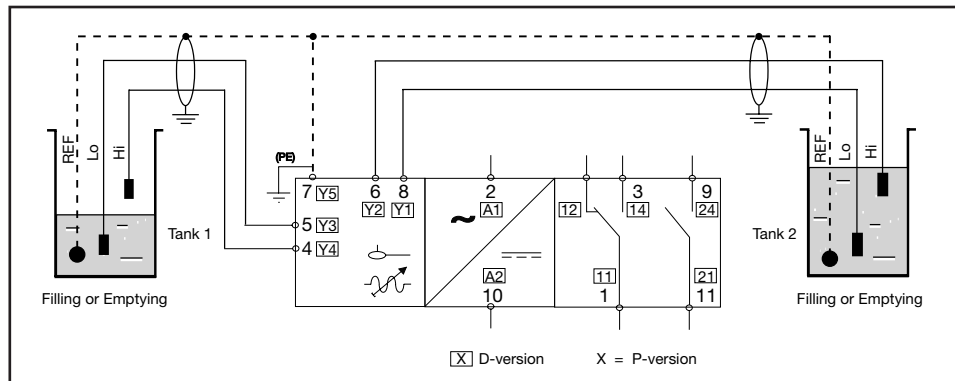 REF
Lo
Hi
Tank 1
Filling or Emptying
(PE)
7 Y5
6
Y2
8
Y1
5 Y3
4 Y4
2
A1
~
A2
10
12
3
14
9
24
11
1
21
11
REF
Lo
Hi
Tank 2
Filling or Emptying
X D-version X = P-version